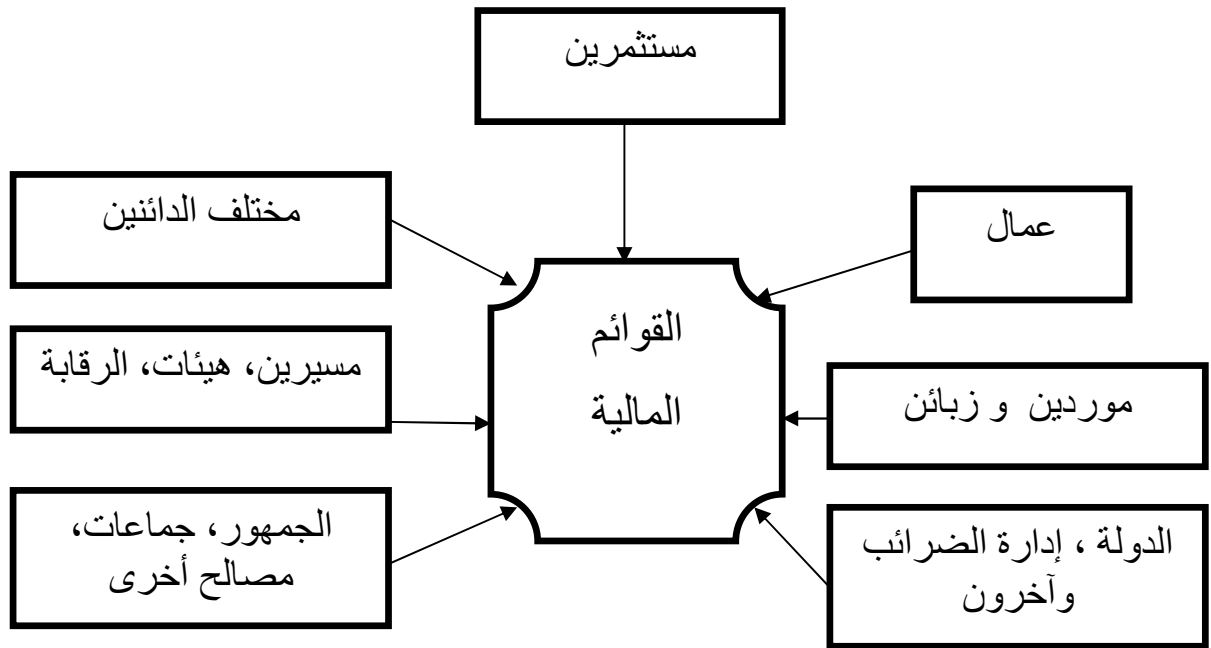 مستثمرين
عمال
مختلف الدائنين
القوائم
المالية
مسيرين، هيئات، الرقابة
موردين و زبائن
الجمهور، جماعات،
مصالح أخرى
الدولة ، إدارة الضرائب
وآخرون